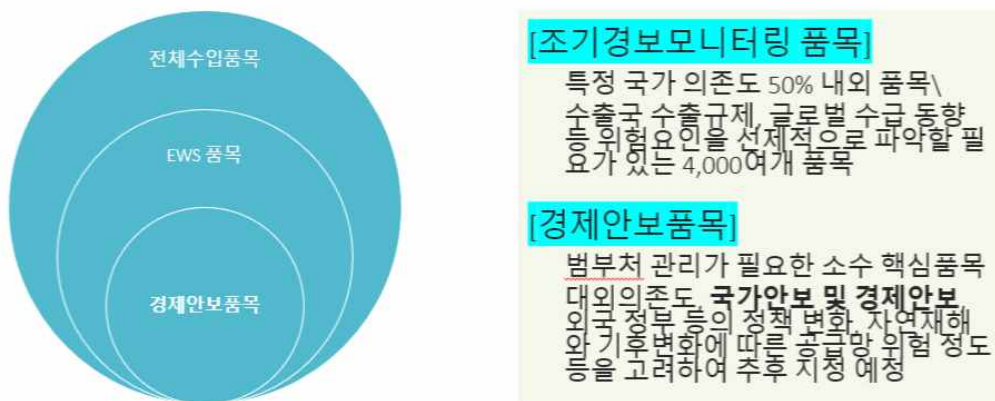 전체수입품목
EWS 품목
경제안보품목
[조기경보모니터링 품목]
특정 국가 의존도 50% 내외 품목\
수출국 수출규제, 글로벌 수급 동향
등 위험요인을 선제적으로 파악할 필
요가 있는 4,000여개 품목
[경제안보품목]
범부처 관리가 필요한 소수 핵심품목
대외의존도, 국가안보 및 경제안보,
외국 정부 등의 정책 변화, 자연재해
와 기후변화에 따른 공급망 위험 정도
등을 고려하여 추후 지정 예정